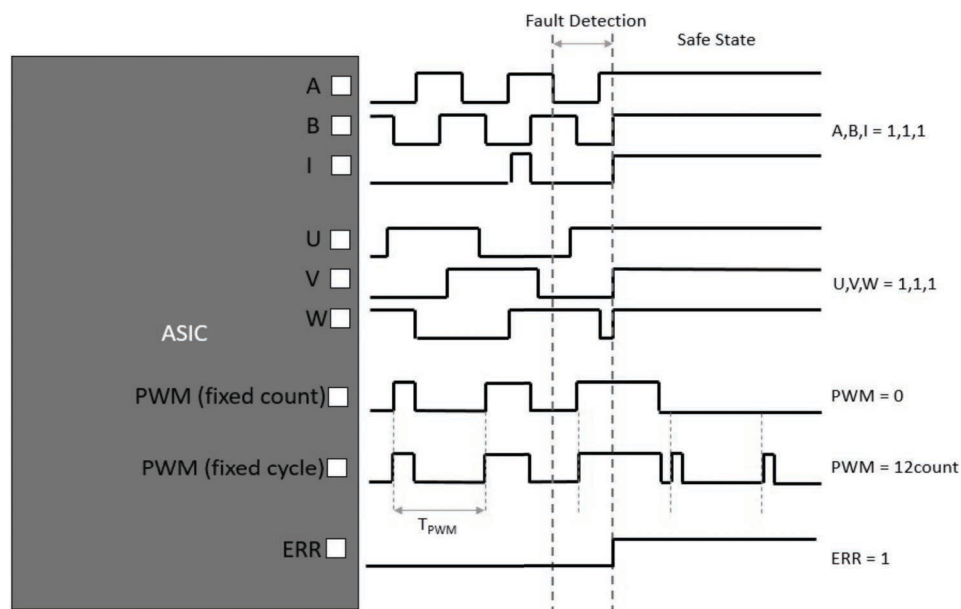 Fault Detection
Safe State
A
B
A,B,I = 1,1,1
I
U
V
U,V,W = 1,1,1
W
ASIC
PWM (fixed count)
PWM = 0
PWM (fixed cycle)
PWM = 12count
TPWM
ERR
ERR = 1